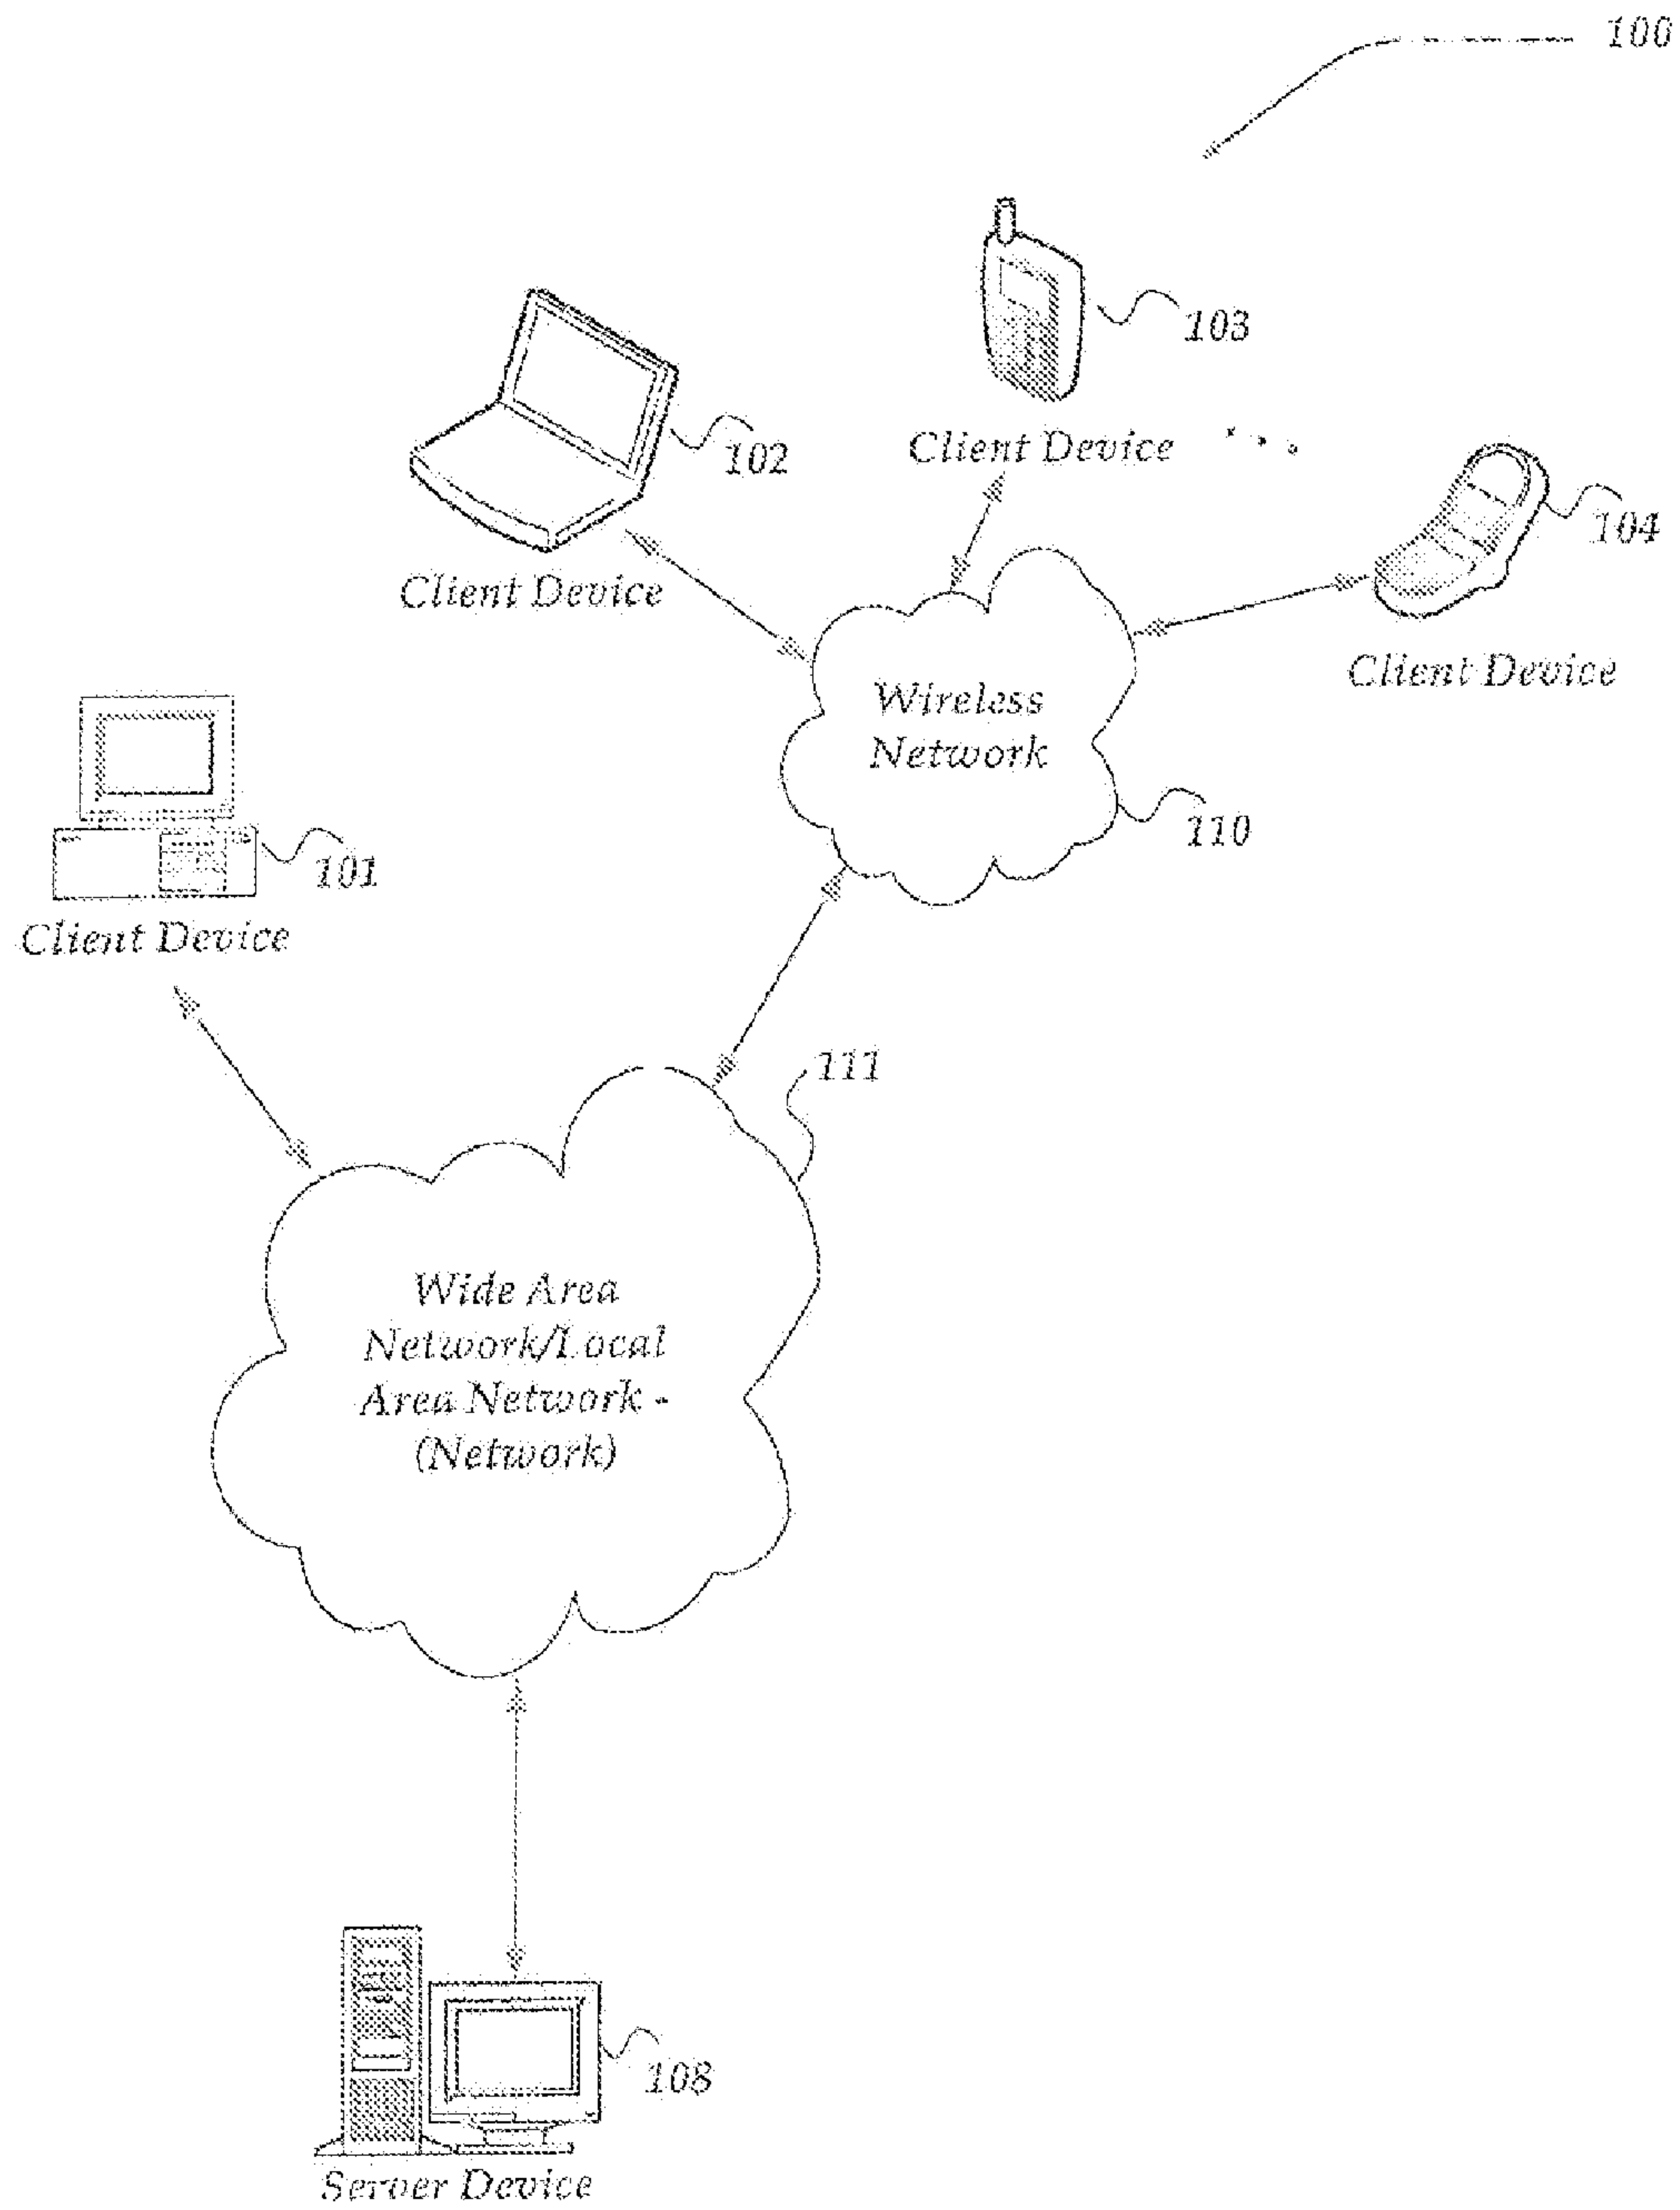 100
103
102
Client Device
104
Client Device
Client Device
Wireless
Network
110
101
Client Device
111
Wide Area
Network/Local
Area Network -
(Network)
108
Server Device